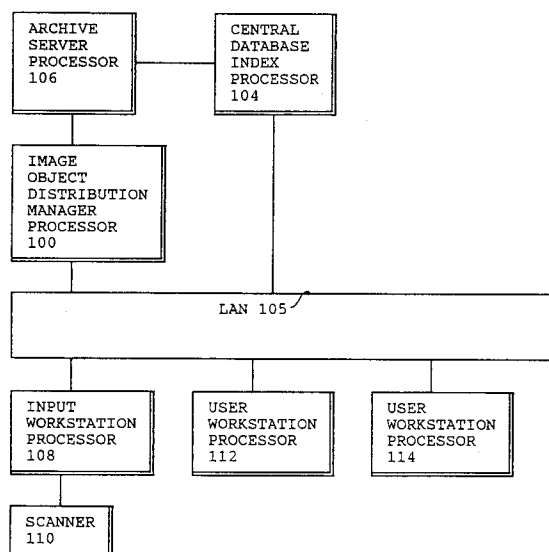 ARCHIVE
SERVER
PROCESSOR
106
CENTRAL
DATABASE
INDEX
PROCESSOR
104
IMAGE
OBJECT
DISTRIBUTION
MANAGER
PROCESSOR
100
LAN 105
INPUT
WORKSTATION
PROCESSOR
108
USER
WORKSTATION
PROCESSOR
112
USER
WORKSTATION
PROCESSOR
114
SCANNER
110